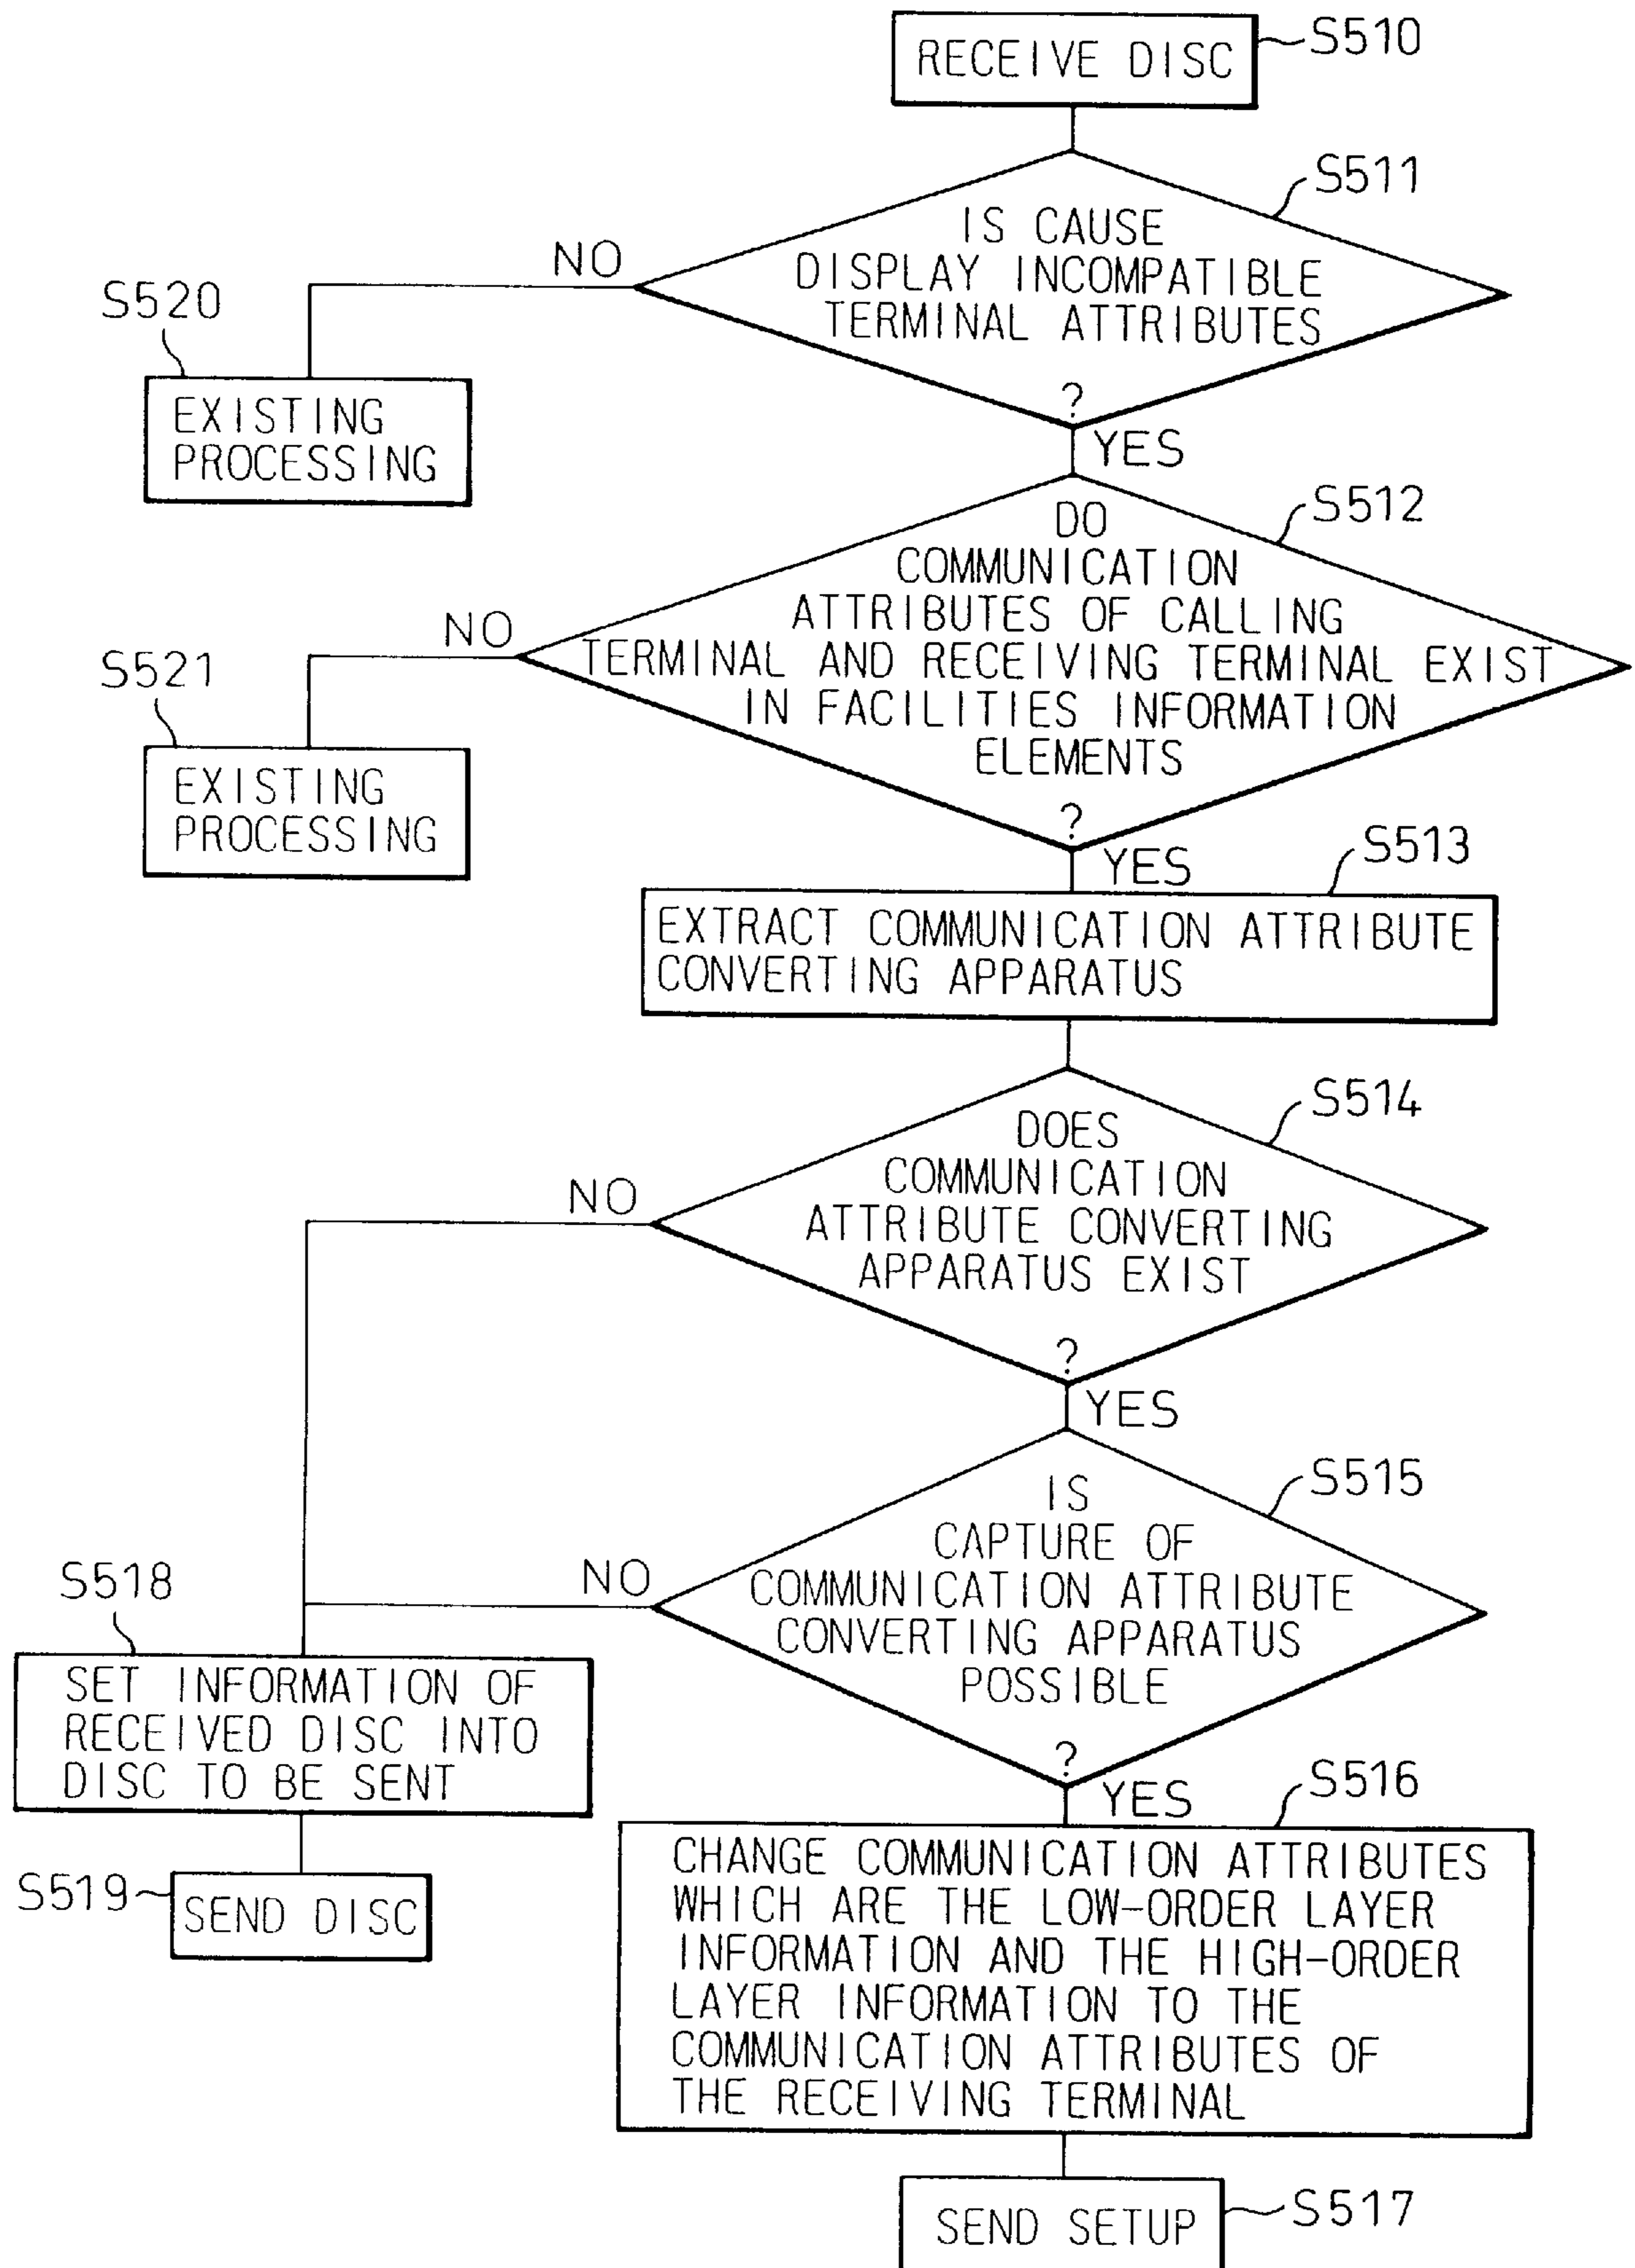 RECEIVE DISC
S510
S511
IS CAUSE
DISPLAY INCOMPATIBLE
TERMINAL ATTRIBUTES
?
NO
YES
S520
EXISTING
PROCESSING
S512
DO
COMMUNICATION
ATTRIBUTES OF CALLING
TERMINAL AND RECEIVING TERMINAL EXIST
IN FACILITIES INFORMATION
ELEMENTS
?
NO
YES
S521
EXISTING
PROCESSING
S513
EXTRACT COMMUNICATION ATTRIBUTE
CONVERTING APPARATUS
S514
DOES
COMMUNICATION
ATTRIBUTE CONVERTING
APPARATUS EXIST
?
NO
YES
S515
IS
CAPTURE OF
COMMUNICATION ATTRIBUTE
CONVERTING APPARATUS
POSSIBLE
?
NO
YES
S518
SET INFORMATION OF
RECEIVED DISC INTO
DISC TO BE SENT
S519
SEND DISC
S516
CHANGE COMMUNICATION ATTRIBUTES
WHICH ARE THE LOW-ORDER LAYER
INFORMATION AND THE HIGH-ORDER
LAYER INFORMATION TO THE
COMMUNICATION ATTRIBUTES OF
THE RECEIVING TERMINAL
SEND SETUP
S517